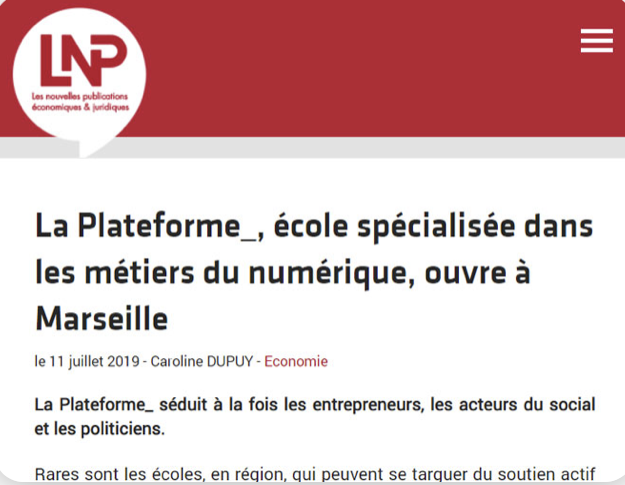 LNP
Les nouvelles publications
économiques & juridiques
La Plateforme_, école spécialisée dans
les métiers du numérique, ouvre à
Marseille
le 11 juillet 2019 - Caroline DUPUY - Economie
La Plateforme_ séduit à la fois les entrepreneurs, les acteurs du social
et les politiciens.
Rares sont les écoles, en région, qui peuvent se targuer du soutien actif